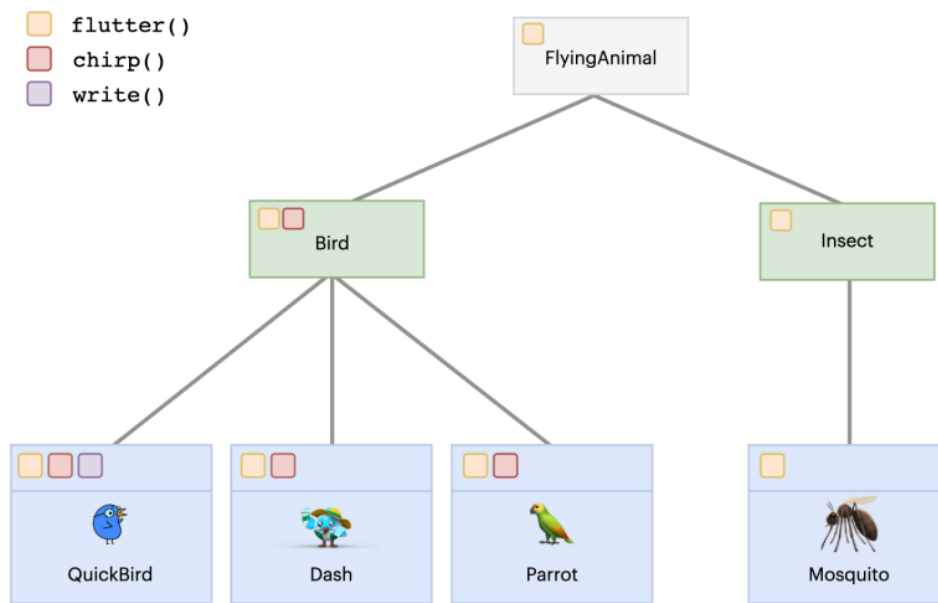 flutter()
chirp()
write()
FlyingAnimal
Bird
Insect
QuickBird
Dash
Parrot
Mosquito